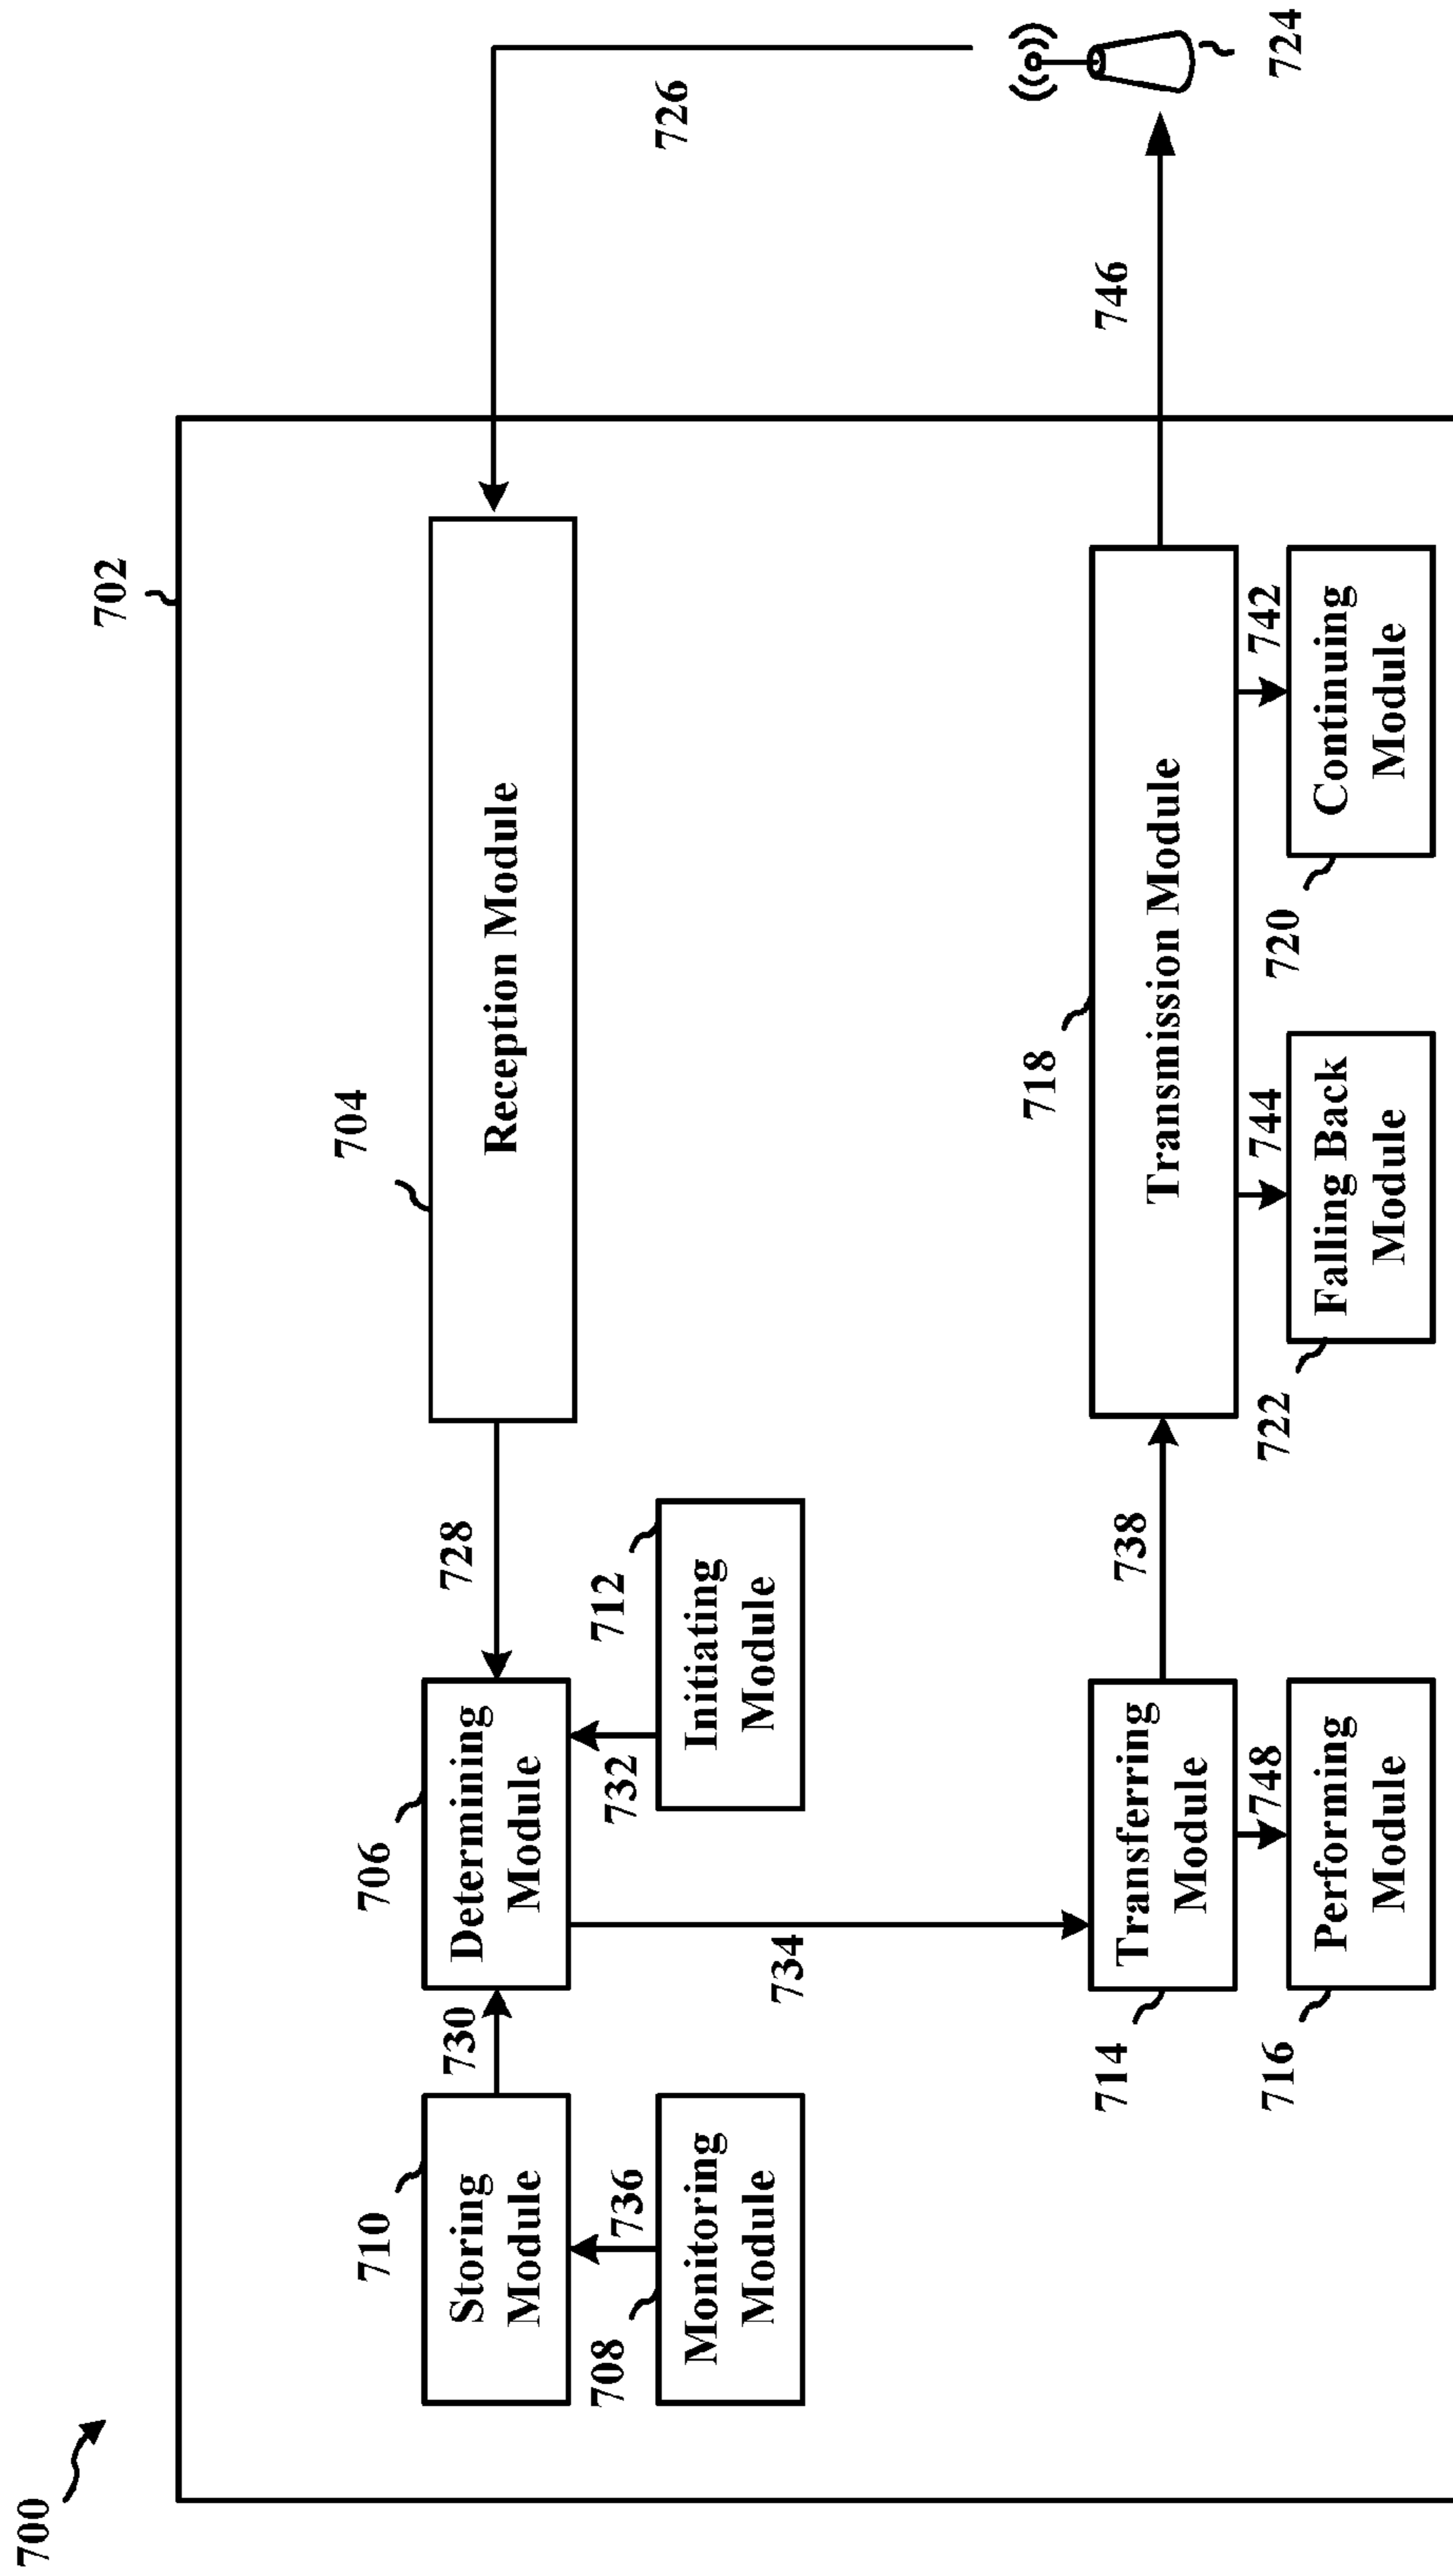 700
702
710
Storing
Module
730
706
Determining
Module
728
704
Reception Module
726
708
Monitoring
Module
736
732
712
Initiating
Module
734
714
Transferring
Module
738
718
Transmission Module
746
724
716
Performing
Module
748
722
Falling Back
Module
744
720
Continuing
Module
742